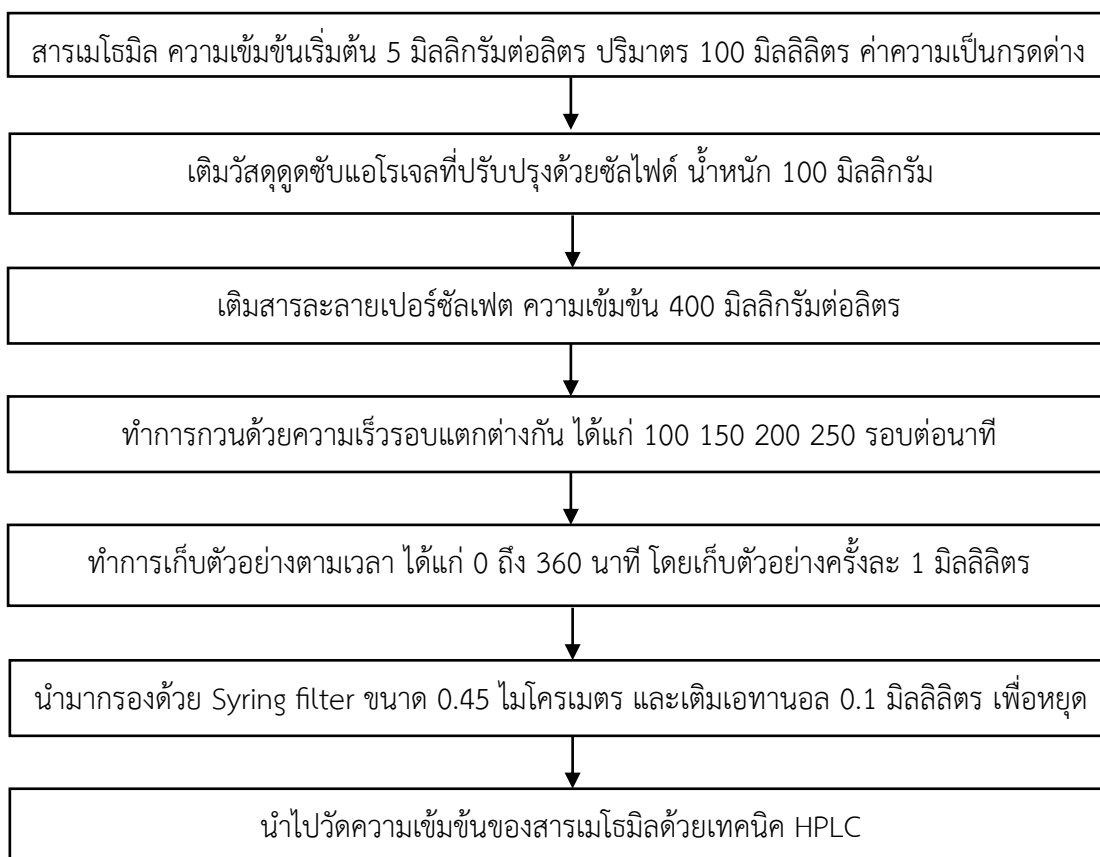 สารเมโธมิล ความเข้มข้นเริ่มต้น 5 มิลลิกรัมต่อลิตร ปริมาตร 100 มิลลิลิตร ค่าความเป็นกรดด่าง
เติมวัสดุดูดซับแอโรเจลที่ปรับปรุงด้วยซัลไฟด์ น้ำหนัก 100 มิลลิกรัม
เติมสารละลายเปอร์ซัลเฟต ความเข้มข้น 400 มิลลิกรัมต่อลิตร
ทำการกวนด้วยความเร็วรอบแตกต่างกัน ได้แก่ 100 150 200 250 รอบต่อนาที
ทำการเก็บตัวอย่างตามเวลา ได้แก่ 0 ถึง 360 นาที โดยเก็บตัวอย่างครั้งละ 1 มิลลิลิตร
นำมากรองด้วย Syring filter ขนาด 0.45 ไมโครเมตร และเติมเอทานอล 0.1 มิลลิลิตร เพื่อหยุด
นำไปวัดความเข้มข้นของสารเมโธมิลด้วยเทคนิค HPLC